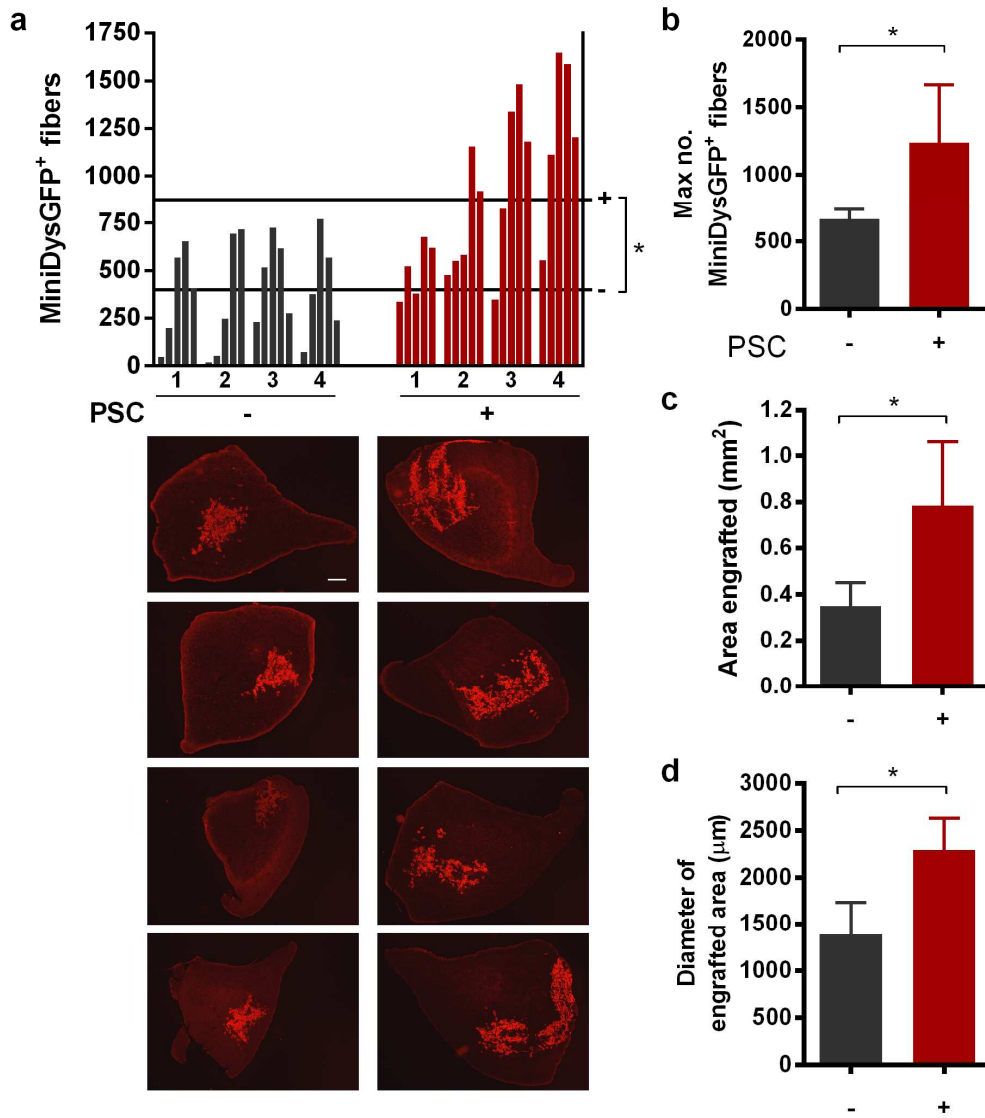 a
MiniDysGFP+ fibers
1750
1500
1250
1000
750
500
250
0
+
*
-
1 2 3 4 1 2 3 4
PSC - +
b
Max no.
MiniDysGFP+ fibers
2000
1500
1000
500
0
*
PSC - +
c
Area engrafted (mm2)
1.2
1.0
0.8
0.6
0.4
0.2
0.0
*
- +
d
Diameter of
engrafted area (μm)
3000
2500
2000
1500
1000
500
0
*
- +